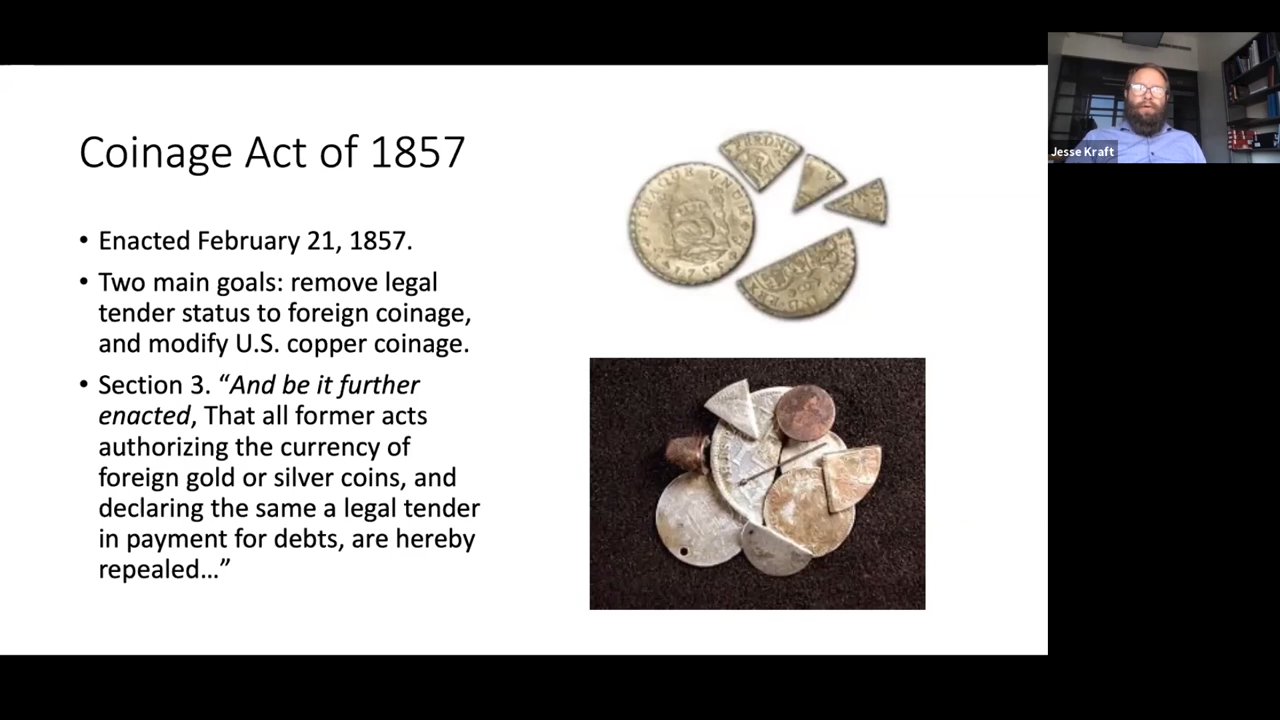 Coinage Act of 1857
• Enacted February 21, 1857.
• Two main goals: remove legal
tender status to foreign coinage,
and modify U.S. copper coinage.
• Section 3. “And be it further
enacted, That all former acts
authorizing the currency of
foreign gold or silver coins, and
declaring the same a legal tender
in payment for debts, are hereby
repealed…”
VTRAQUE VNUM
Jesse Kraft